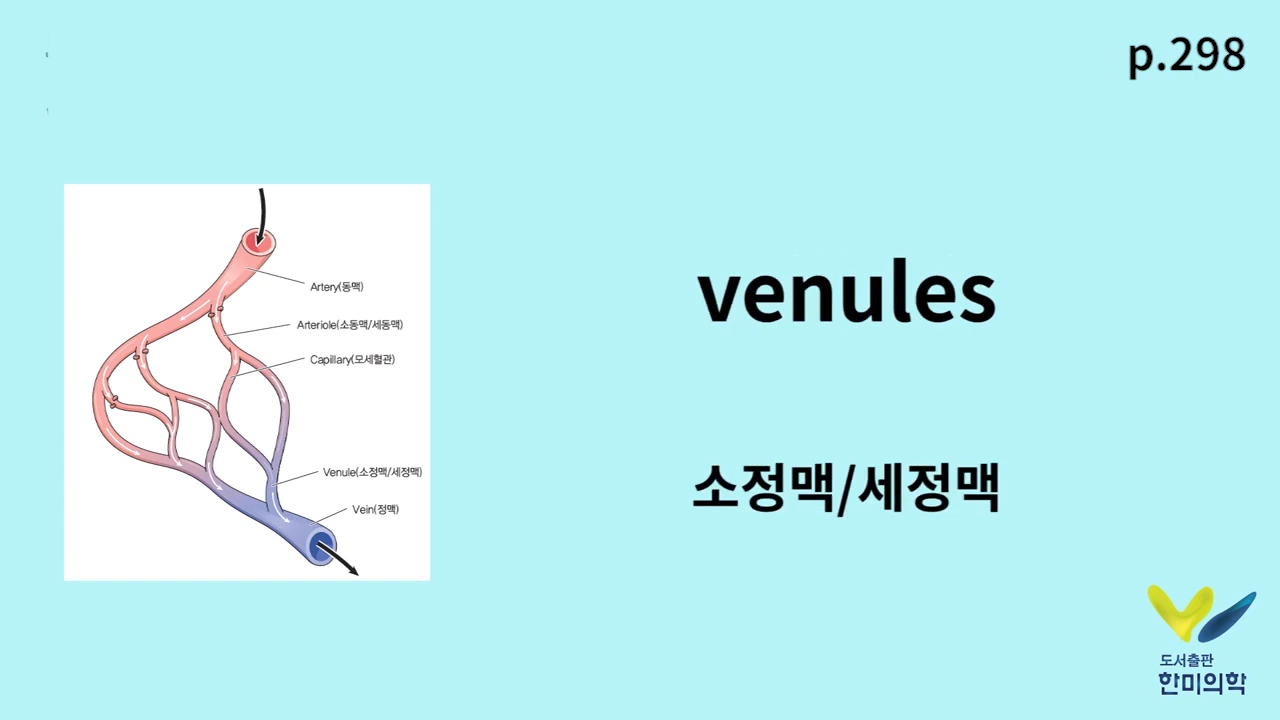 p.298
Artery(동맥)
Arteriole(소동맥/세동맥)
Capillary(모세혈관)
Venule(소정맥/세정맥)
Vein(정맥)
venules
소정맥/세정맥
도서출판
한미의학